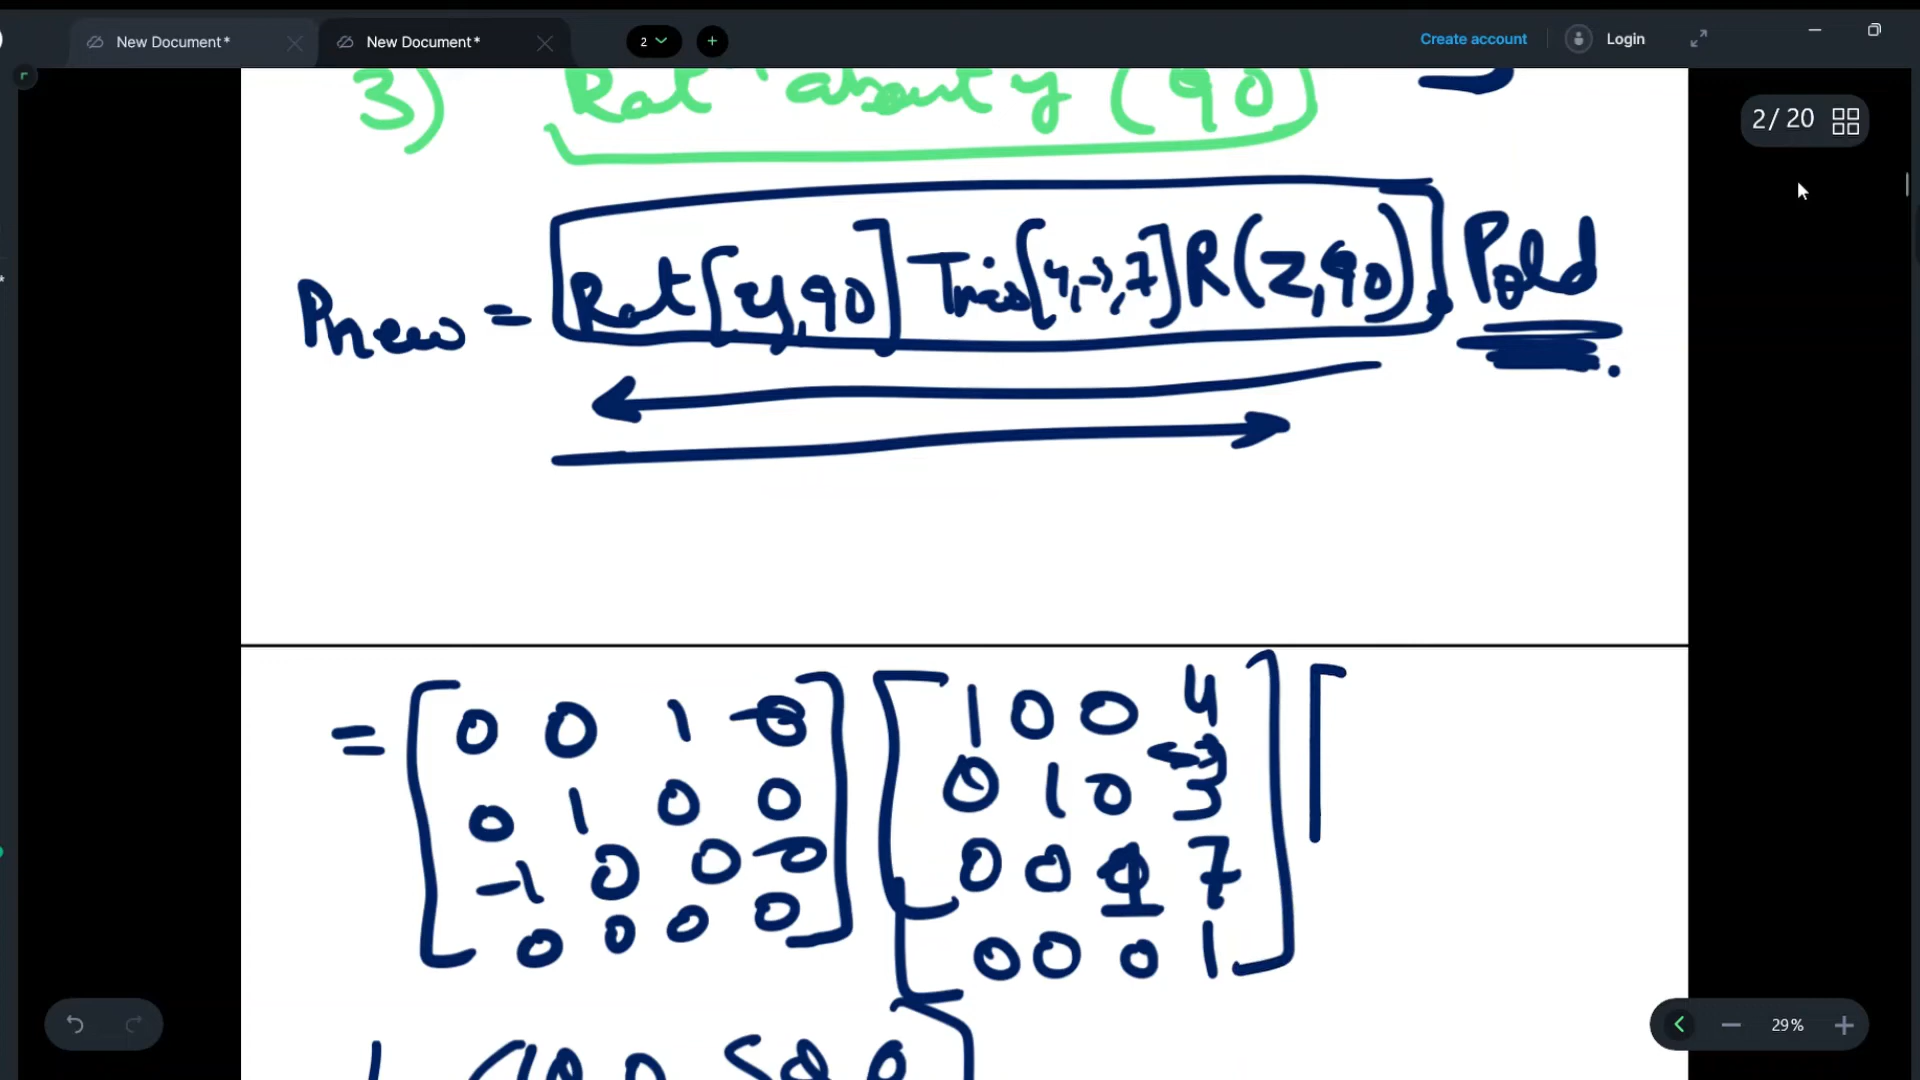 New Document* New Document* 2 + Create account Login
3) Rot about y (90)
2/ 20
Pnew = [Rot[y,90] Trns[4,-3,7] R(z,90)] Pold.
= [0 0 1 0] [1 0 0 4] [
0 1 0 0 0 1 0 -3
-1 0 0 0 0 0 1 7
0 0 0 0 0 0 0 1
29%